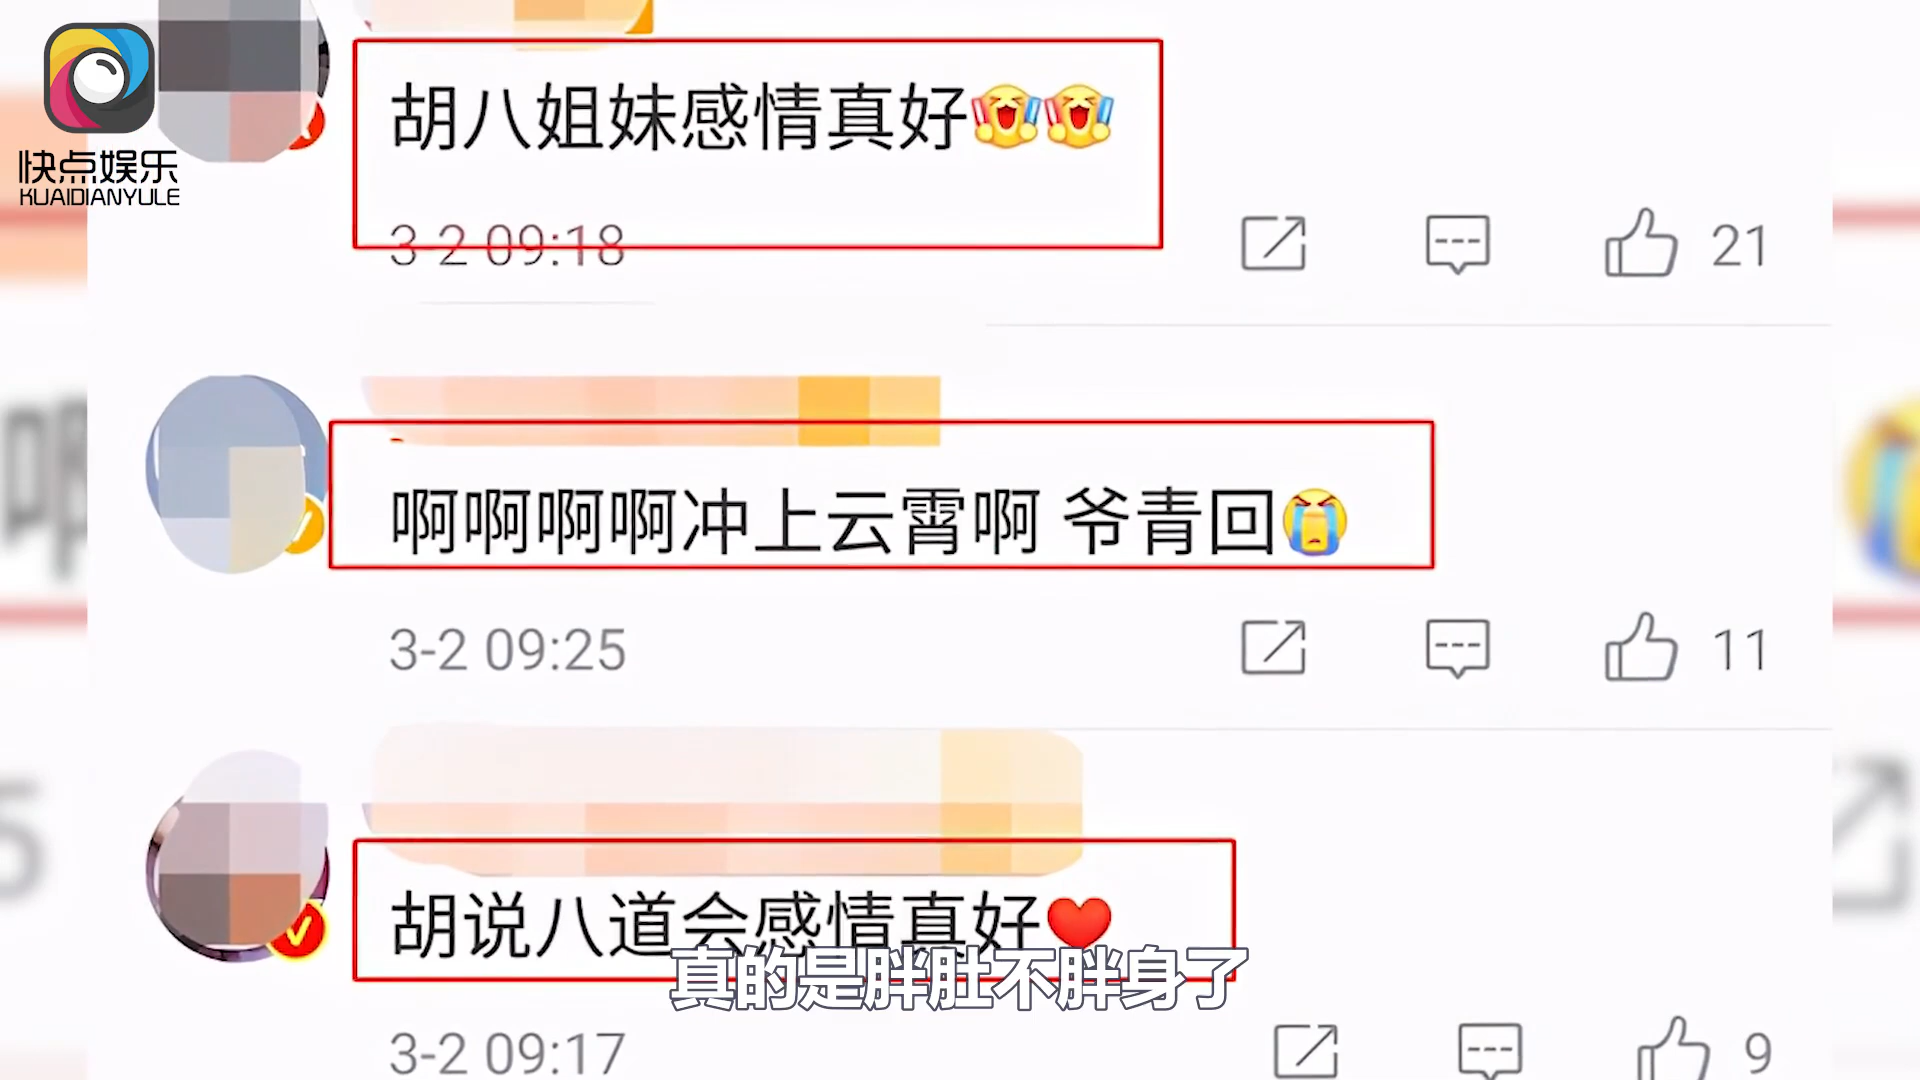 快点娱乐
KUAIDIANYULE
胡八姐妹感情真好
3-2 09:18
21
啊啊啊啊冲上云霄啊 爷青回
3-2 09:25
11
胡说八道会感情真好
真的是胖肚不胖身了
3-2 09:17
9